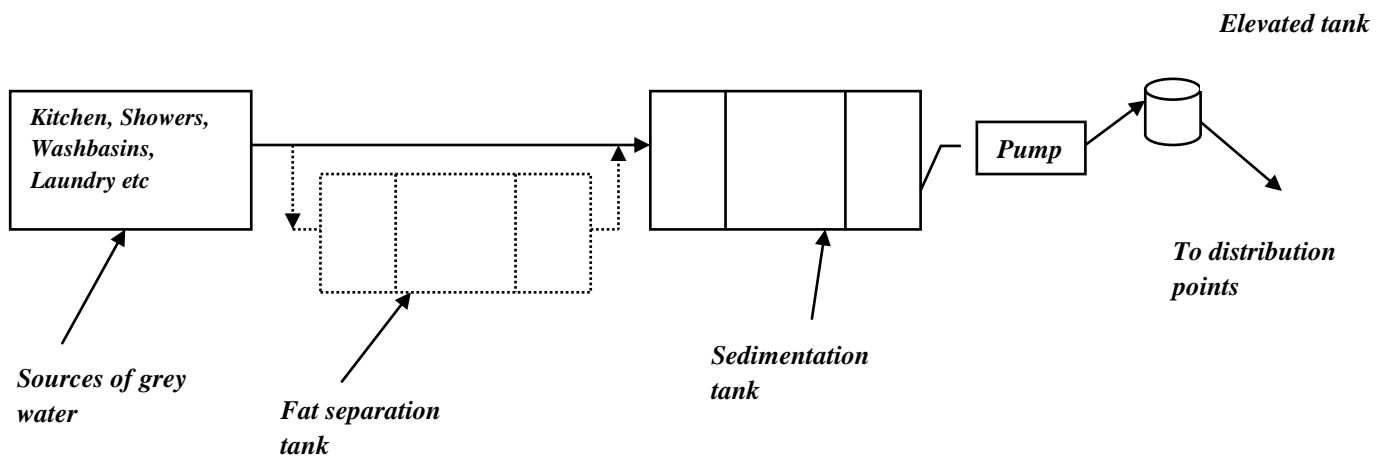 Elevated tank
Kitchen, Showers,
Washbasins,
Laundry etc
Pump
To distribution
points
Sedimentation
tank
Sources of grey
water
Fat separation
tank